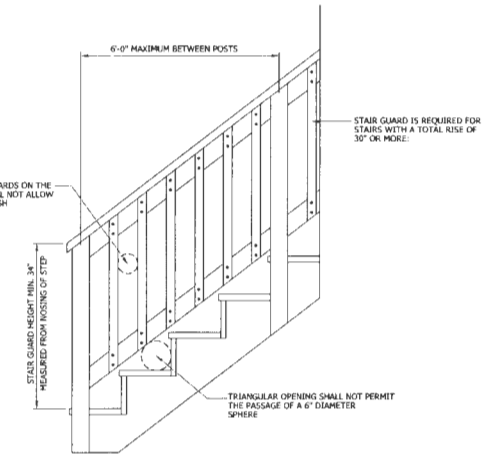 6'-0" MAXIMUM BETWEEN POSTS
STAIR GUARD IS REQUIRED FOR
STAIRS WITH A TOTAL RISE OF
30" OR MORE:
ARDS ON THE
L NOT ALLOW
SH
STAIR GUARD HEIGHT MIN. 34"
MEASURED FROM NOSING OF STEP
TRIANGULAR OPENING SHALL NOT PERMIT
THE PASSAGE OF A 6" DIAMETER
SPHERE